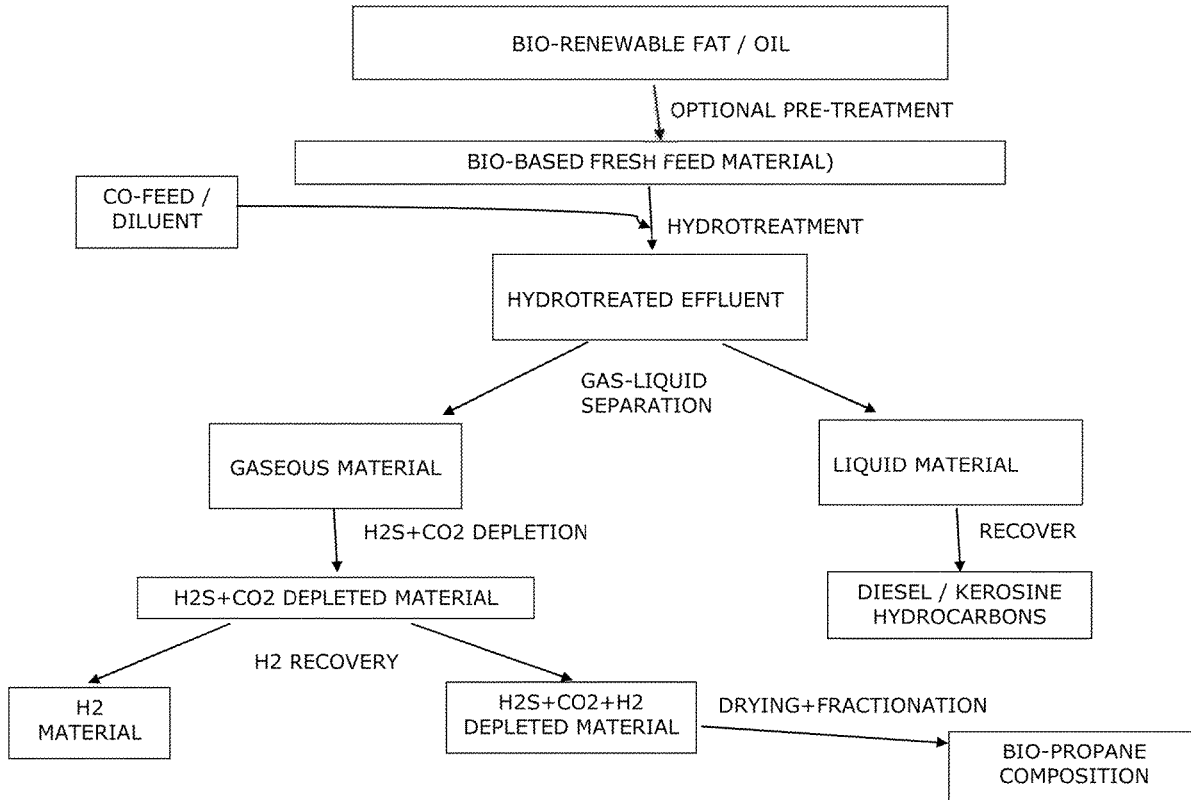 BIO-RENEWABLE FAT / OIL
OPTIONAL PRE-TREATMENT
BIO-BASED FRESH FEED MATERIAL)
CO-FEED /
DILUENT
HYDROTREATMENT
HYDROTREATED EFFLUENT
GAS-LIQUID
SEPARATION
GASEOUS MATERIAL
LIQUID MATERIAL
H2S+CO2 DEPLETION
RECOVER
H2S+CO2 DEPLETED MATERIAL
DIESEL / KEROSINE
HYDROCARBONS
H2 RECOVERY
H2
MATERIAL
H2S+CO2+H2
DEPLETED MATERIAL
DRYING+FRACTIONATION
BIO-PROPANE
COMPOSITION